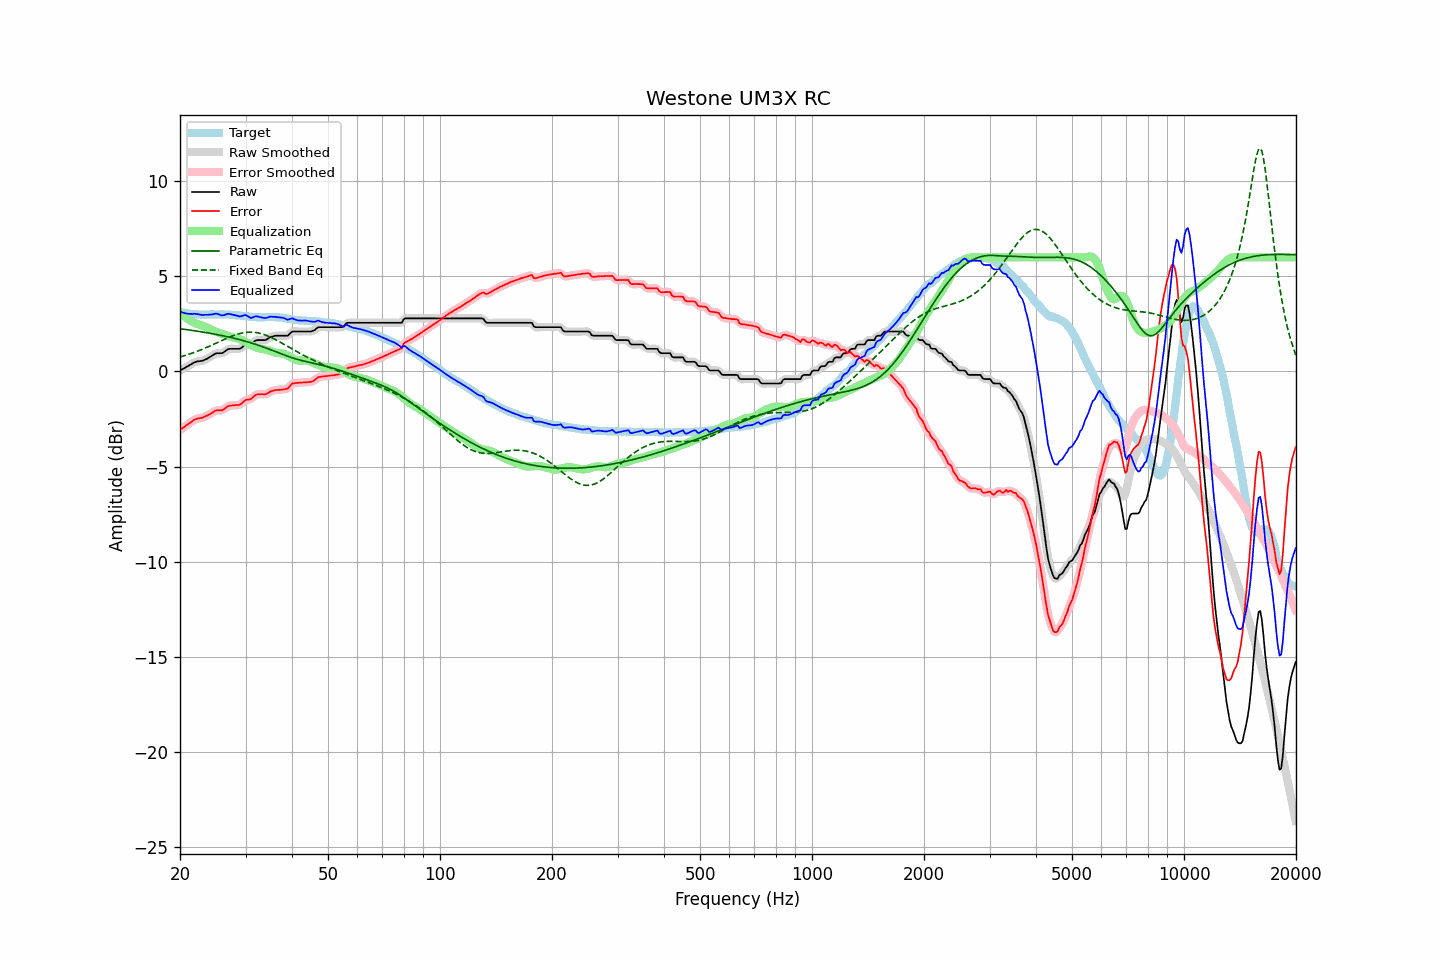 Westone UM3X RC
Target
Raw Smoothed
Error Smoothed
Raw
Error
Equalization
Parametric Eq
Fixed Band Eq
Equalized
10
5
0
−5
−10
−15
−20
−25
Amplitude (dBr)
20
50
100
200
500
1000
2000
5000
10000
20000
Frequency (Hz)